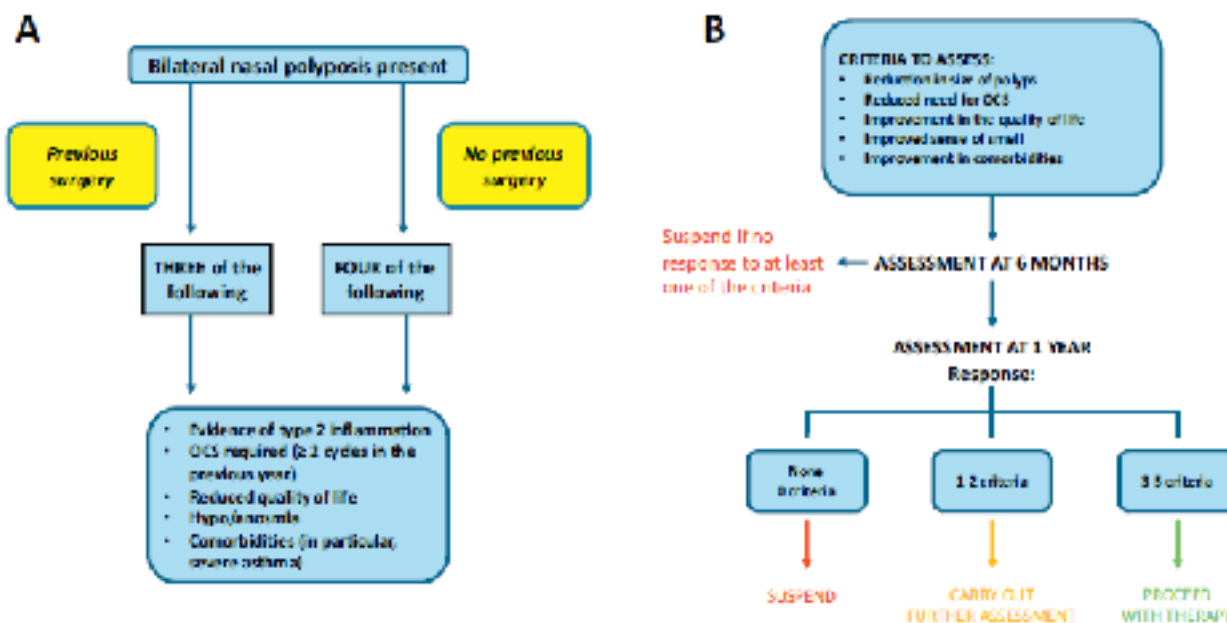 A
Bilateral nasal polyposis present
Previous
surgery
No previous
surgery
THREE of the
following
FOUR of the
following
• Evidence of type 2 inflammation
• OCS required (≥ 2 cycles in the
previous year)
• Reduced quality of life
• Hypo/anosmia
• Comorbidities (in particular,
severe asthma)
B
CRITERIA TO ASSESS:
• Reduction in size of polyps
• Reduced need for OCS
• Improvement in the quality of life
• Improved sense of smell
• Improvement in comorbidities
Suspend if no
response to at least
one of the criteria
ASSESSMENT AT 6 MONTHS
ASSESSMENT AT 1 YEAR
Response:
None
0 criteria
1-2 criteria
3-5 criteria
SUSPEND
CARRY OUT
FURTHER ASSESSMENT
PROCEED
WITH THERAPY